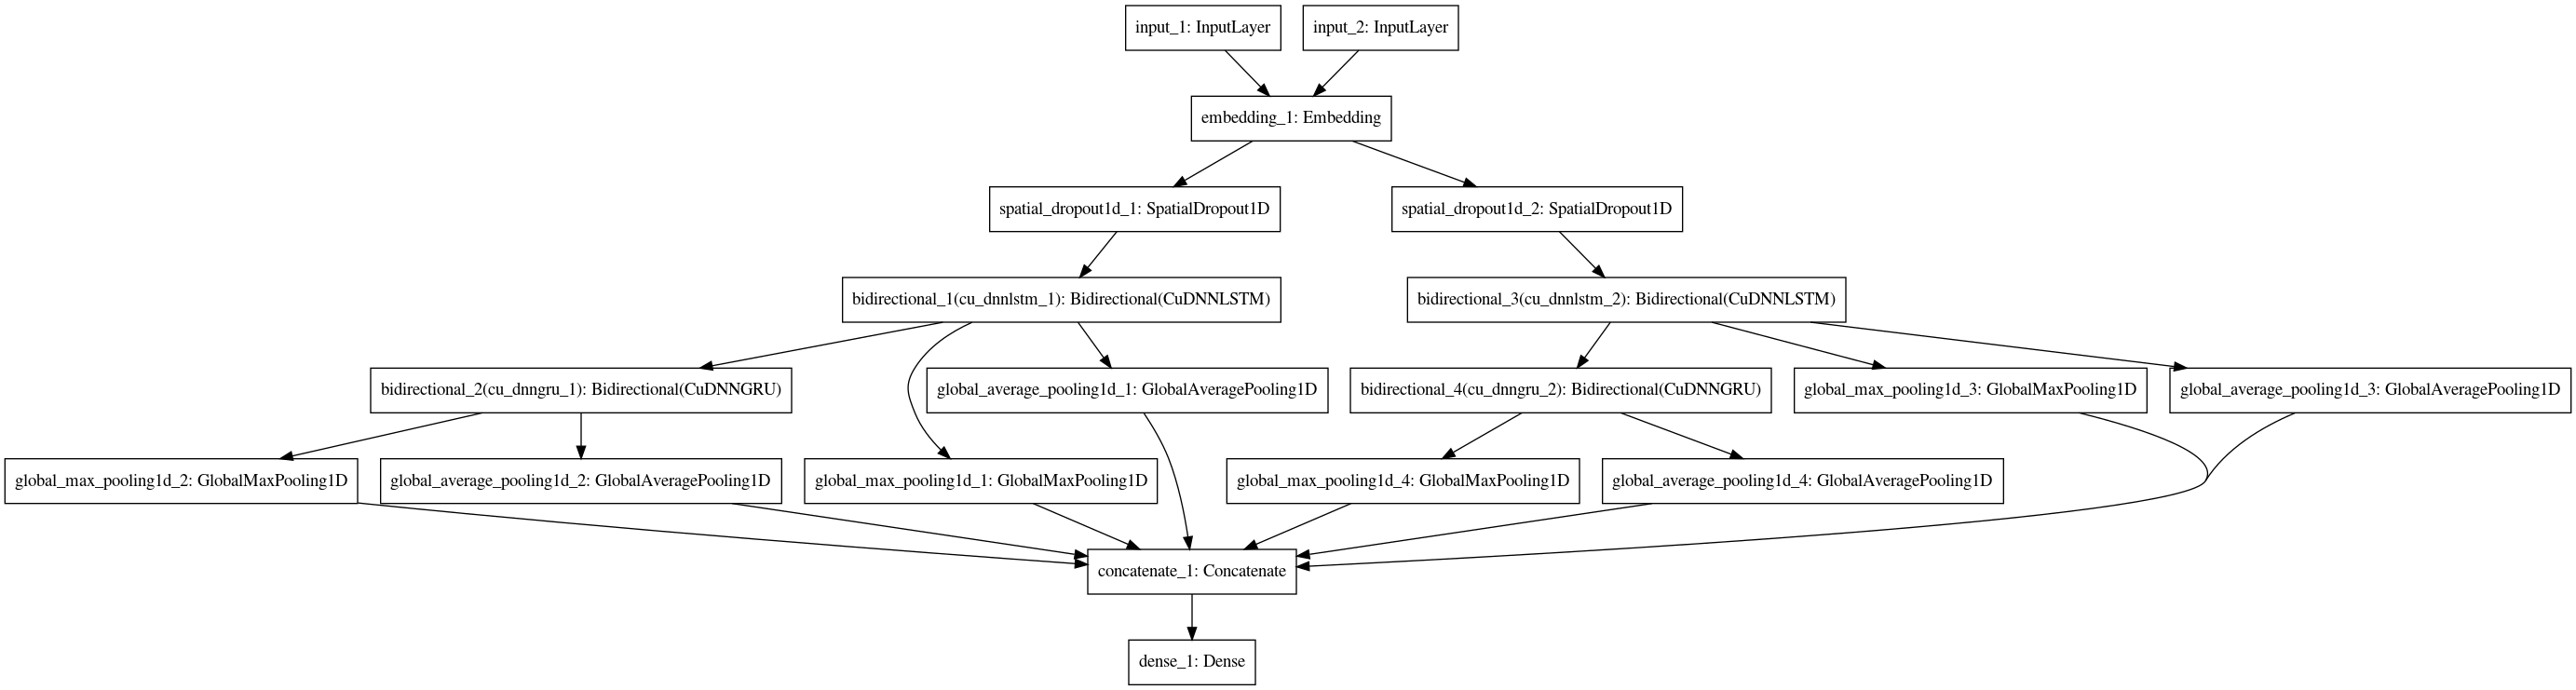 input_1: InputLayer
input_2: InputLayer
embedding_1: Embedding
spatial_dropout1d_1: SpatialDropout1D
spatial_dropout1d_2: SpatialDropout1D
bidirectional_1(cu_dnnlstm_1): Bidirectional(CuDNNLSTM)
bidirectional_3(cu_dnnlstm_2): Bidirectional(CuDNNLSTM)
bidirectional_2(cu_dnngru_1): Bidirectional(CuDNNGRU)
global_average_pooling1d_1: GlobalAveragePooling1D
bidirectional_4(cu_dnngru_2): Bidirectional(CuDNNGRU)
global_max_pooling1d_3: GlobalMaxPooling1D
global_average_pooling1d_3: GlobalAveragePooling1D
global_max_pooling1d_2: GlobalMaxPooling1D
global_average_pooling1d_2: GlobalAveragePooling1D
global_max_pooling1d_1: GlobalMaxPooling1D
global_max_pooling1d_4: GlobalMaxPooling1D
global_average_pooling1d_4: GlobalAveragePooling1D
concatenate_1: Concatenate
dense_1: Dense